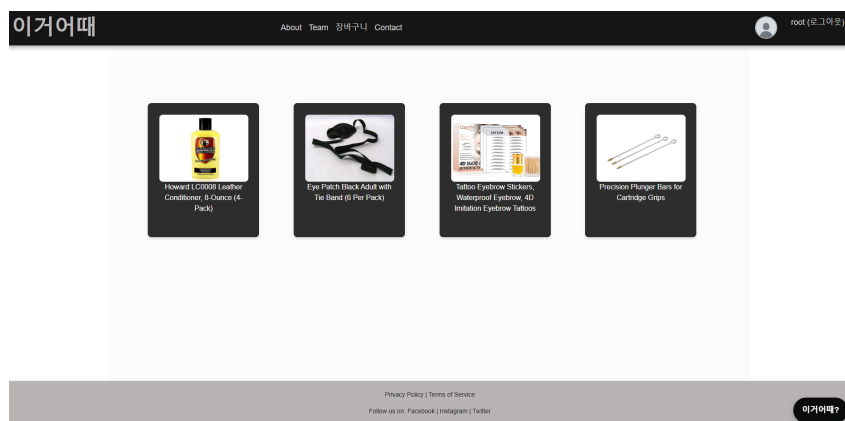 이거어때
About Team 장바구니 Contact
root (로그아웃)
Howard LC0008 Leather
Conditioner, 8-Ounce (4-
Pack)
Eye Patch Black Adult with
Tie Band (6 Per Pack)
TATTOO
Tattoo Eyebrow Stickers,
Waterproof Eyebrow, 4D
Imitation Eyebrow Tattoos
Precision Plunger Bars for
Cartridge Grips
Privacy Policy | Terms of Service
Follow us on: Facebook | Instagram | Twitter
이거어때?